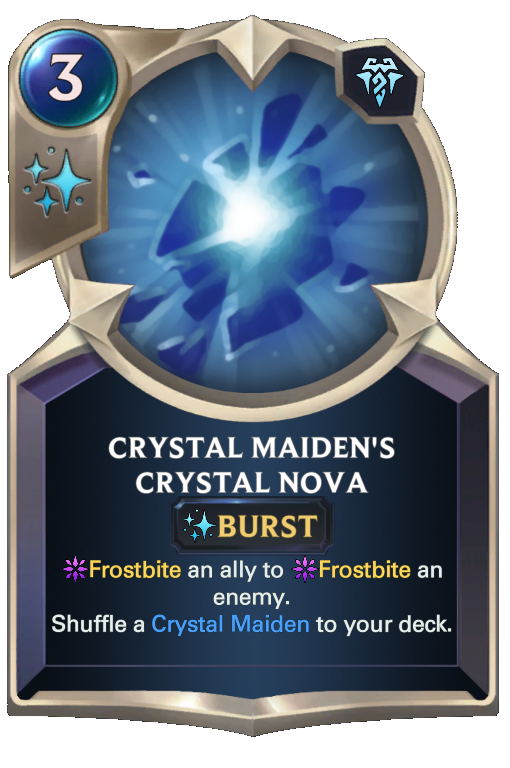 3
CRYSTAL MAIDEN'S
CRYSTAL NOVA
BURST
Frostbite an ally to Frostbite an
enemy.
Shuffle a Crystal Maiden to your deck.